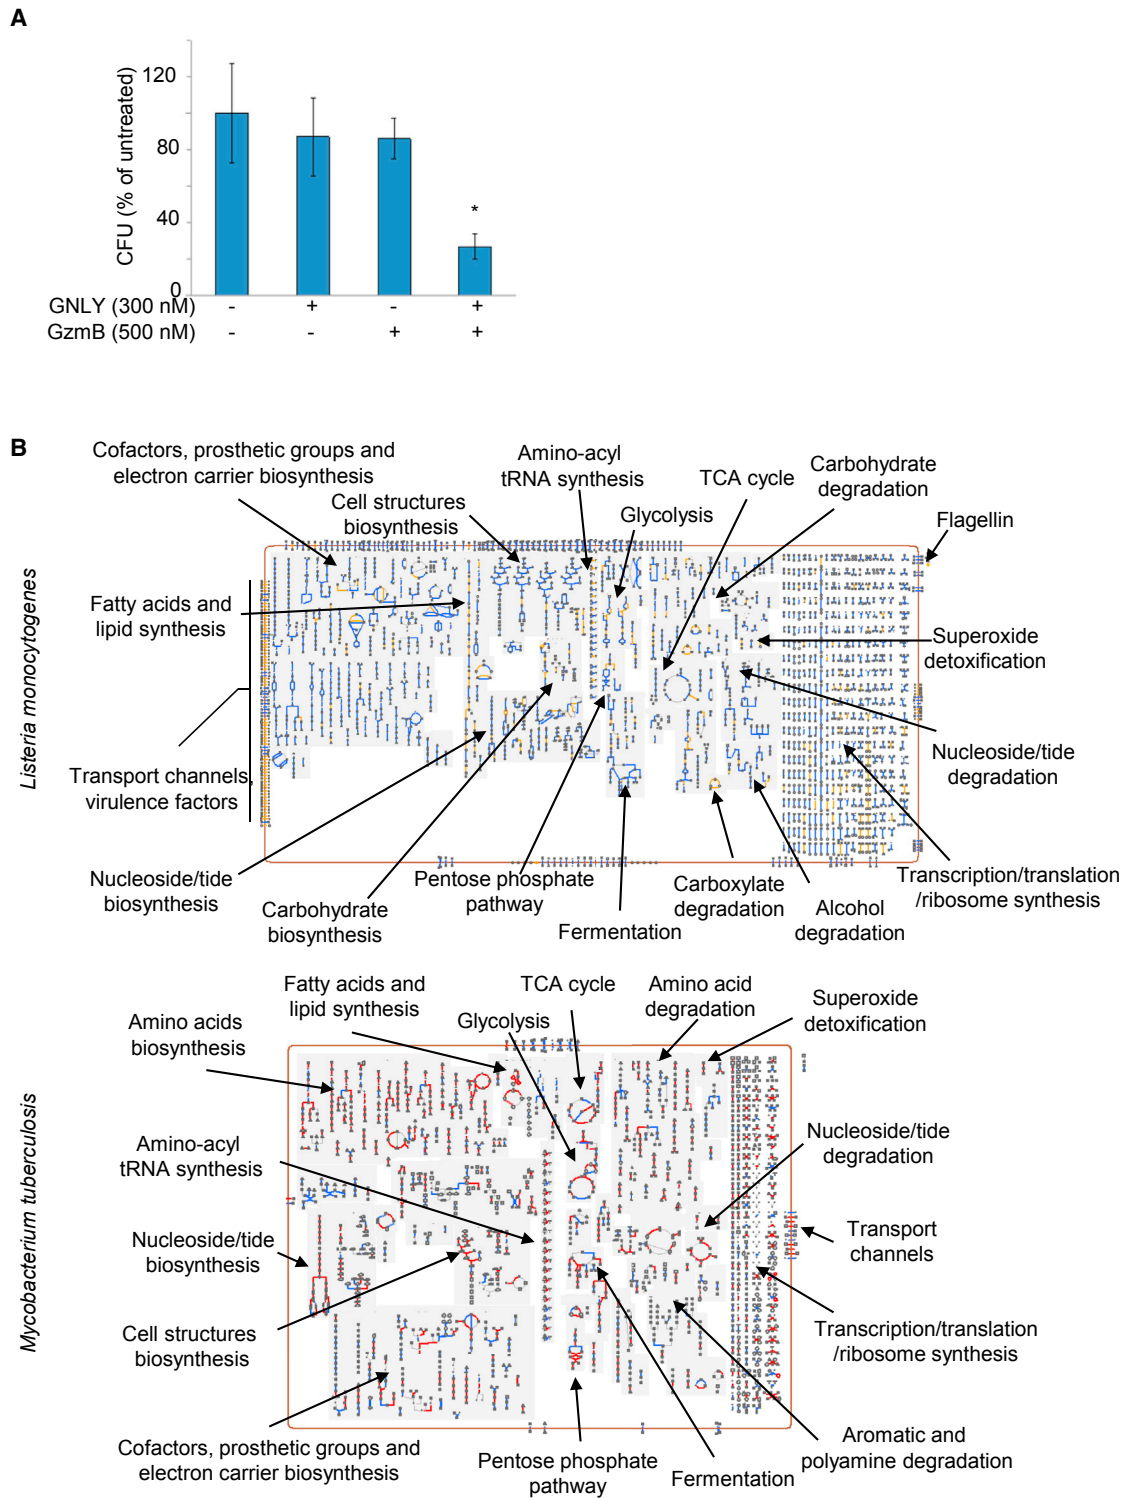 A
CFU (% of untreated)
120
80
40
0
*
GNLY (300 nM) - + - +
GzmB (500 nM) - - + +
B
Listeria monocytogenes
Cofactors, prosthetic groups and
electron carrier biosynthesis
Cell structures
biosynthesis
Amino-acyl
tRNA synthesis
Glycolysis
TCA cycle
Carbohydrate
degradation
Flagellin
Fatty acids and
lipid synthesis
Superoxide
detoxification
Transport channels,
virulence factors
Nucleoside/tide
degradation
Nucleoside/tide
biosynthesis
Carbohydrate
biosynthesis
Pentose phosphate
pathway
Fermentation
Carboxylate
degradation
Alcohol
degradation
Transcription/translation
/ribosome synthesis
Mycobacterium tuberculosis
Fatty acids and
lipid synthesis
TCA cycle
Amino acid
degradation
Superoxide
detoxification
Amino acids
biosynthesis
Glycolysis
Amino-acyl
tRNA synthesis
Nucleoside/tide
degradation
Nucleoside/tide
biosynthesis
Transport
channels
Cell structures
biosynthesis
Transcription/translation
/ribosome synthesis
Cofactors, prosthetic groups and
electron carrier biosynthesis
Pentose phosphate
pathway
Fermentation
Aromatic and
polyamine degradation